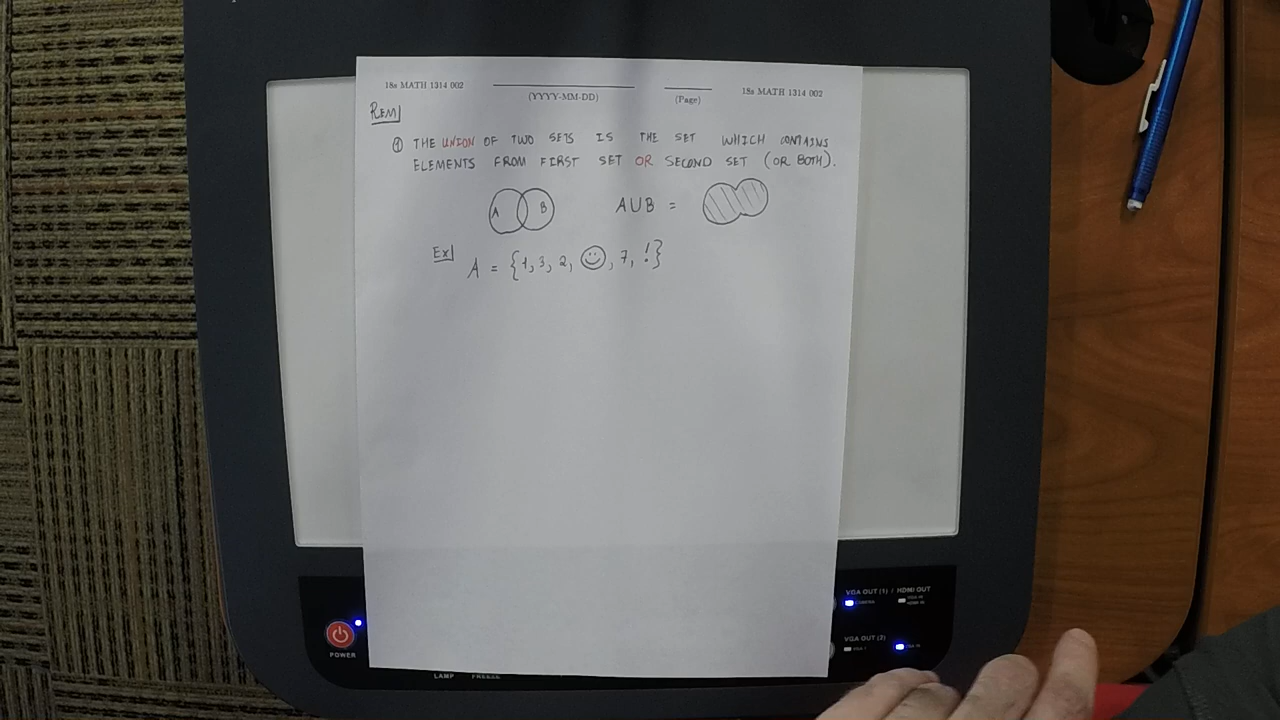 18s MATH 1314 002
(YYYY-MM-DD)
(Page)
18s MATH 1314 002
REM
① THE UNION OF TWO SETS IS THE SET WHICH CONTAINS
ELEMENTS FROM FIRST SET OR SECOND SET (OR BOTH).
A B A∪B =
Ex
A = {1, 3, 2, ☺, 7, !}
POWER
LAMP FREEZE
VGA OUT (1) / HDMI OUT
CAMERA
VGA OUT (2)